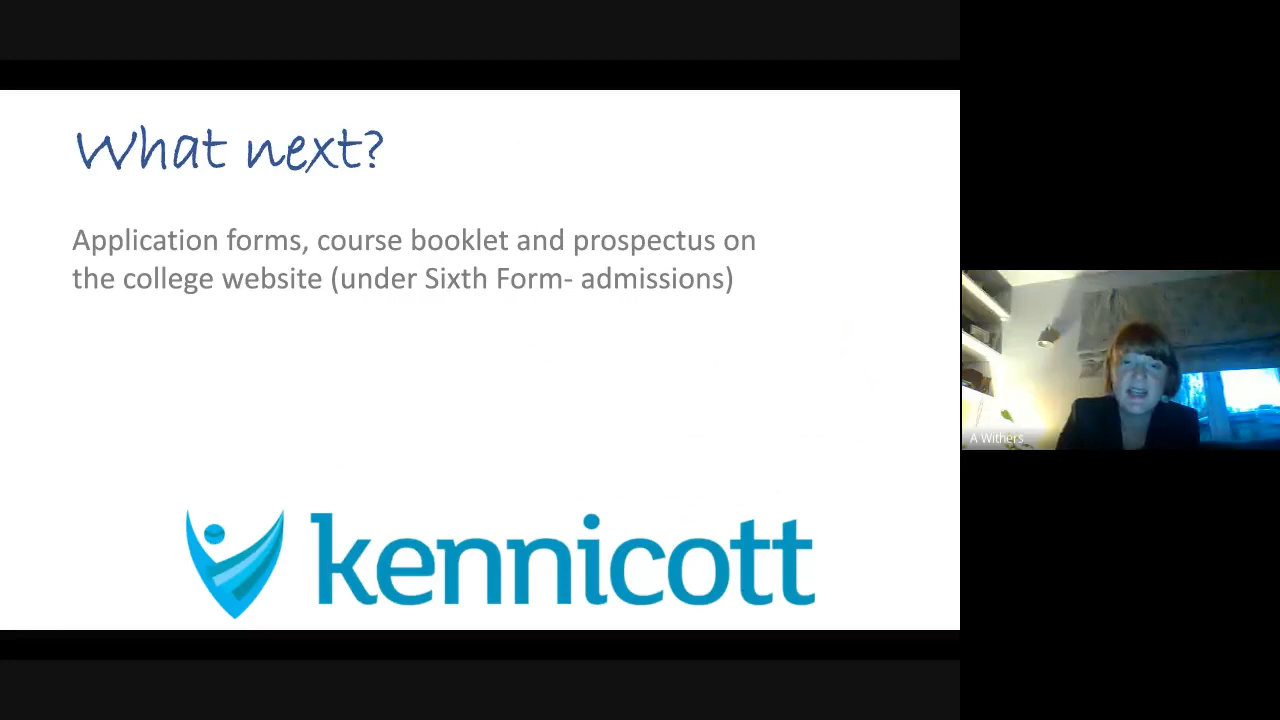 What next?
Application forms, course booklet and prospectus on
the college website (under Sixth Form- admissions)
A Withers
kennicott